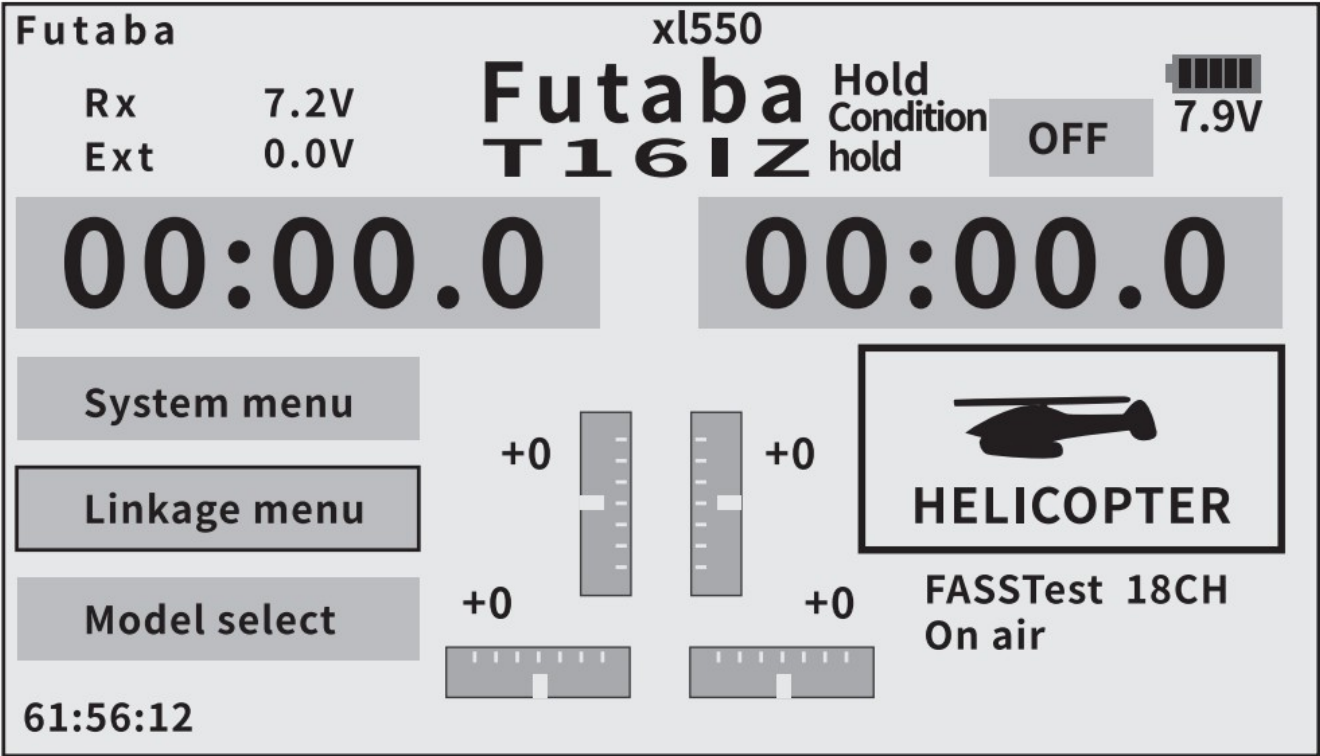 Futaba
xl550
Rx 7.2V
Ext 0.0V
Futaba
T16IZ
Hold
Condition
hold
OFF
7.9V
00:00.0
00:00.0
System menu
Linkage menu
Model select
+0
+0
+0
+0
HELICOPTER
FASSTest 18CH
On air
61:56:12